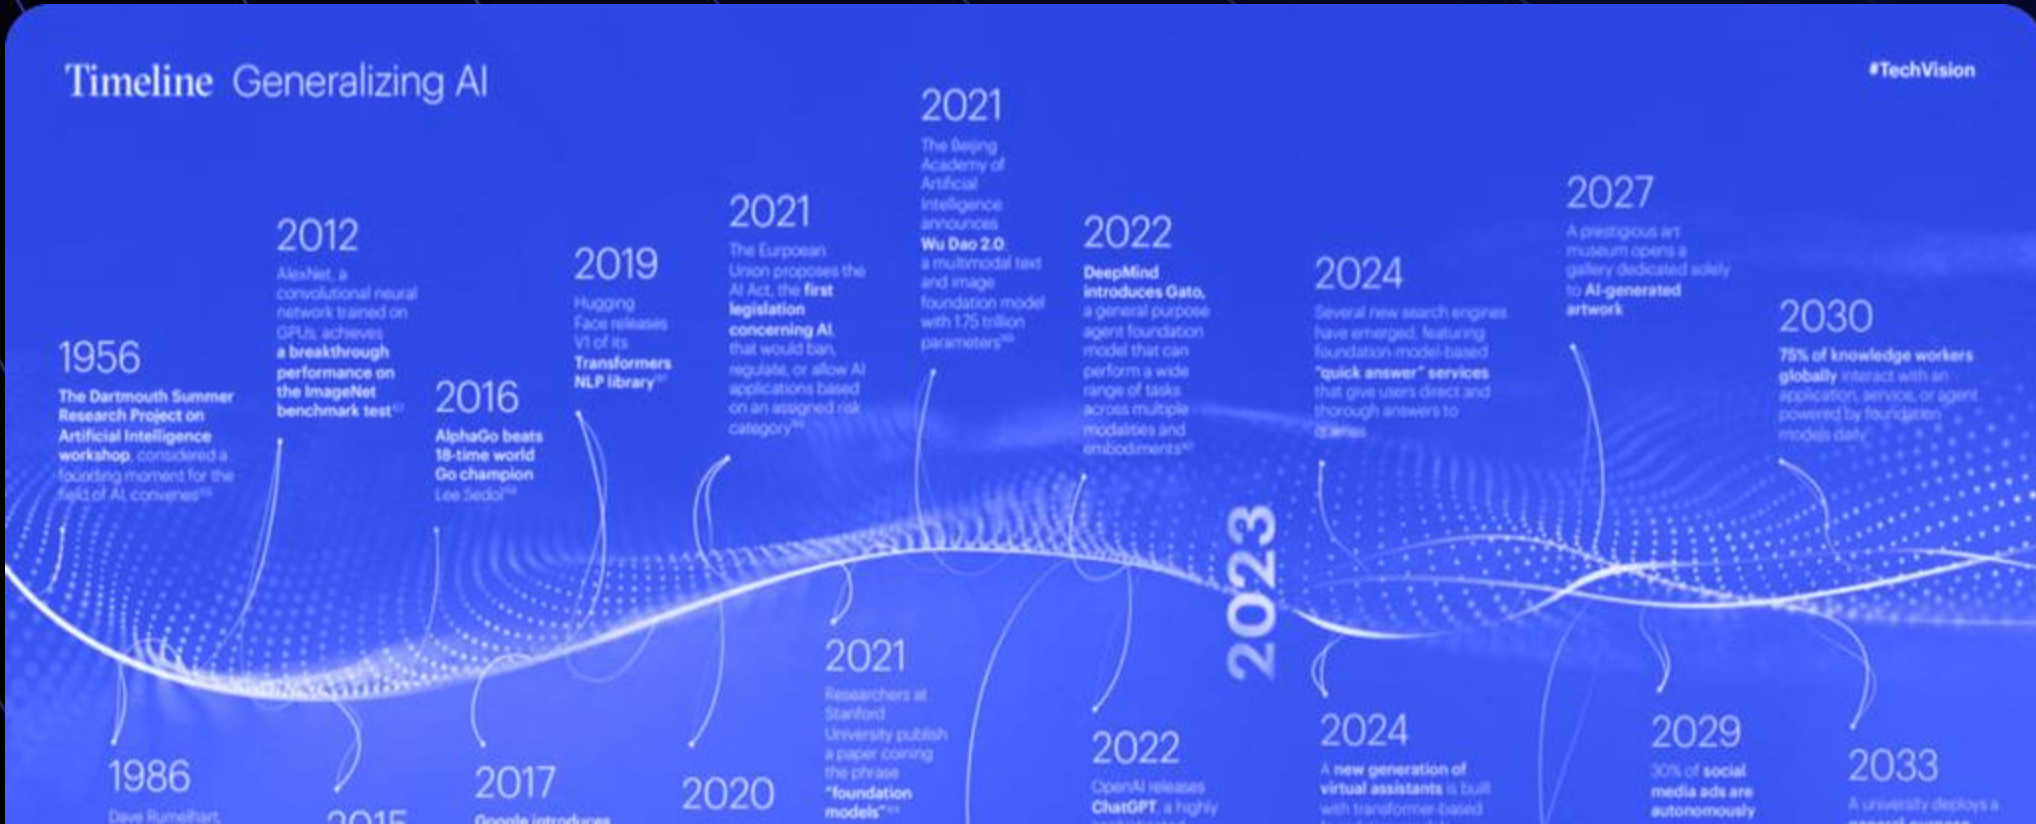 Timeline Generalizing AI
#TechVision
1956
The Dartmouth Summer
Research Project on
Artificial Intelligence
workshop, considered a
founding moment for the
field of AI, convenes
2012
AlexNet, a
convolutional neural
network trained on
GPUs, achieves
a breakthrough
performance on
the ImageNet
benchmark test
2016
AlphaGo beats
18-time world
Go champion
Lee Sedol
2019
Hugging
Face releases
V1 of its
Transformers
NLP library
2021
The Eurpoean
Union proposes the
AI Act, the first
legislation
concerning AI,
that would ban,
regulate, or allow AI
applications based
on an assigned risk
category
2021
The Beijing
Academy of
Artificial
Intelligence
announces
Wu Dao 2.0,
a multimodal text
and image
foundation model
with 1.75 trillion
parameters
2022
DeepMind
introduces Gato,
a general purpose
agent foundation
model that can
perform a wide
range of tasks
across multiple
modalities and
embodiments
2023
2024
Several new search engines
have emerged, featuring
foundation-model-based
"quick answer" services
that give users direct and
thorough answers to
2027
A prestigious art
museum opens a
gallery dedicated solely
to AI-generated
artwork
2030
75% of knowledge workers
globally interact with an
application, service, or agent
powered by foundation
models daily
1986
Dave Rumelhart,
2015
2017
Google introduces
2020
2021
Researchers at
Stanford
University publish
a paper coining
the phrase
"foundation
models"
2022
OpenAI releases
ChatGPT, a highly
2024
A new generation of
virtual assistants is built
with transformer-based
2029
30% of social
media ads are
autonomously
2033
A university deploys a